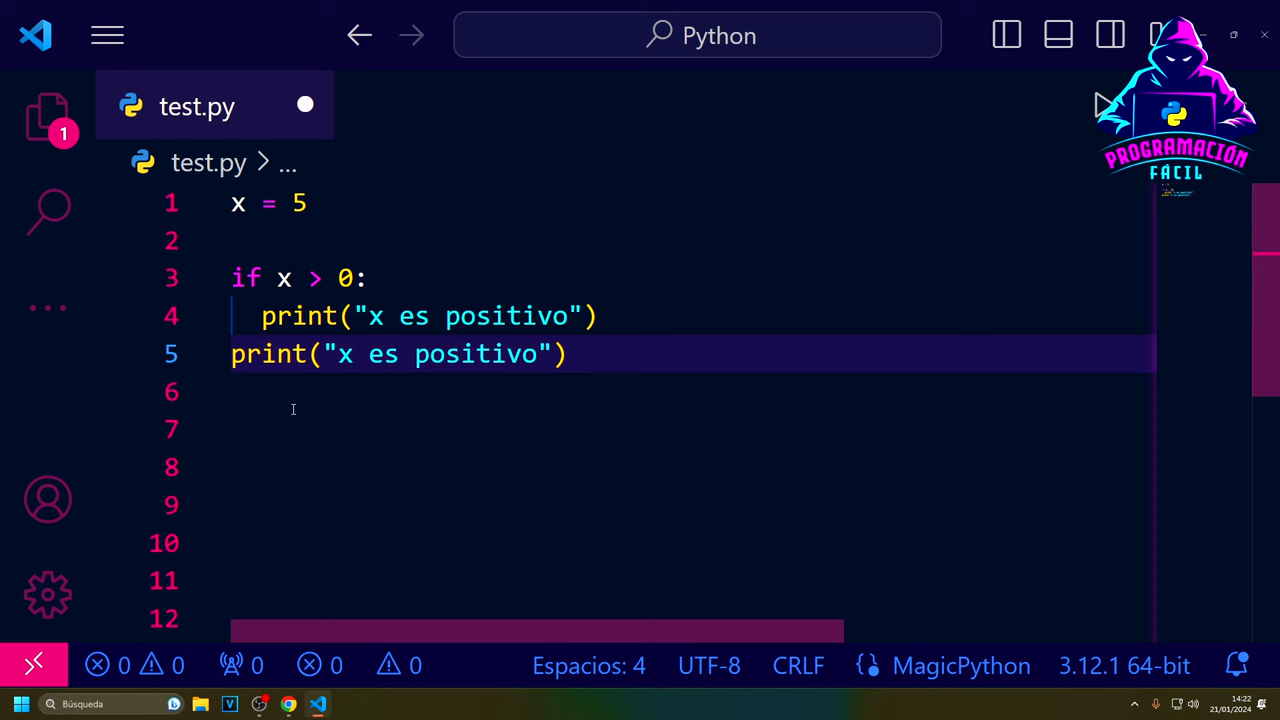 Python
test.py
PROGRAMACIÓN
FÁCIL
1
test.py > ...
1 x = 5
2
3 if x > 0:
4 print("x es positivo")
5 print("x es positivo")
6
7
8
9
10
11
12
0 0 0 0 0 Espacios: 4 UTF-8 CRLF MagicPython 3.12.1 64-bit
Búsqueda
14:22
21/01/2024